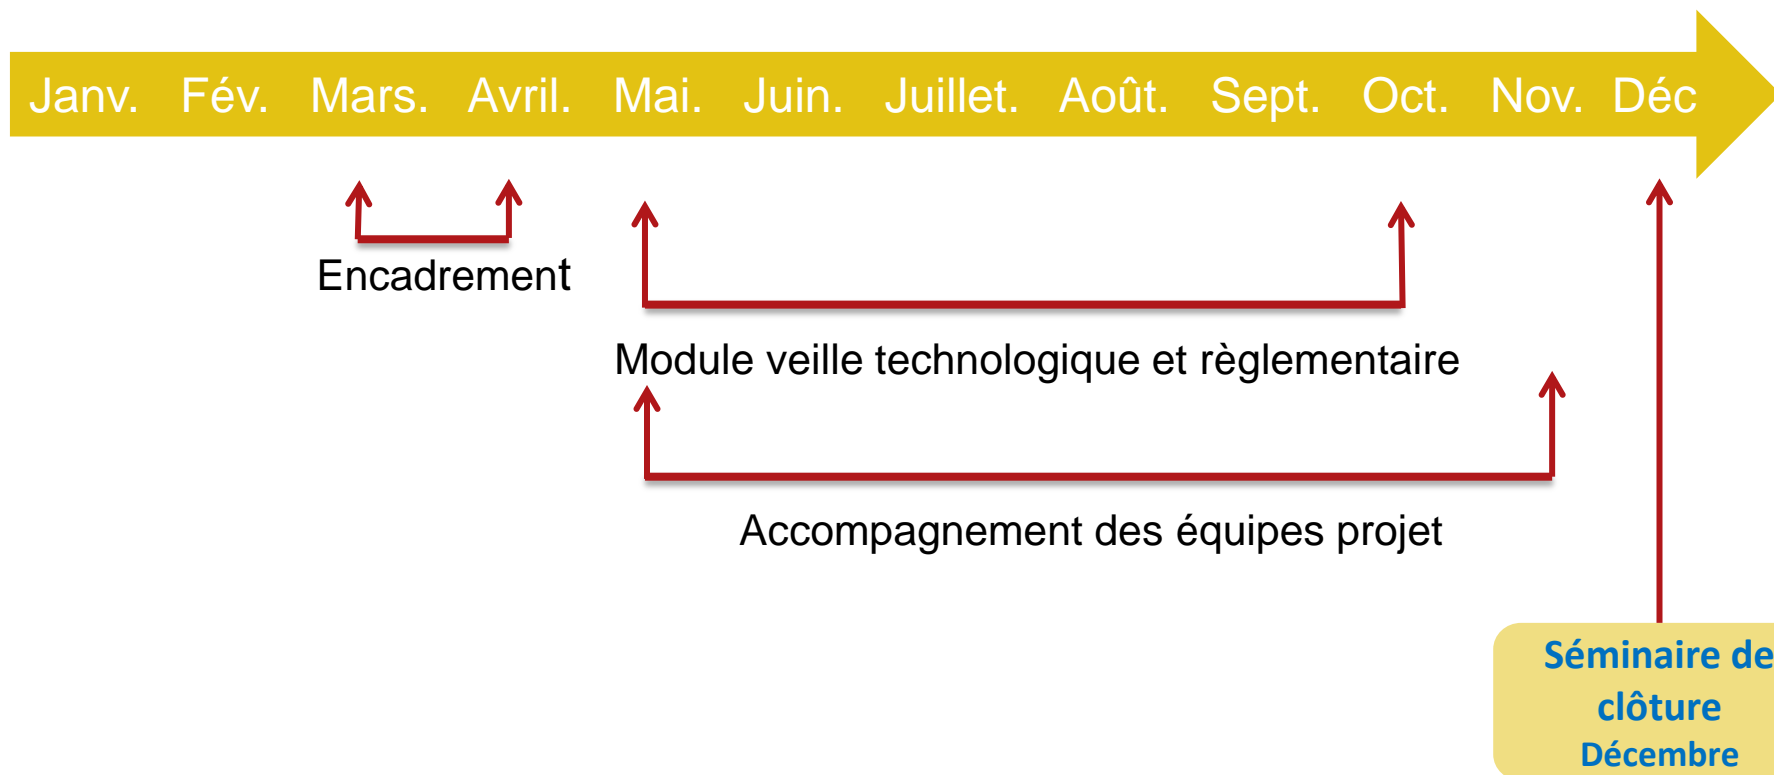 Janv. Fév. Mars. Avril. Mai. Juin. Juillet. Août. Sept. Oct. Nov. Déc
Encadrement
Module veille technologique et règlementaire
Accompagnement des équipes projet
Séminaire de
clôture
Décembre